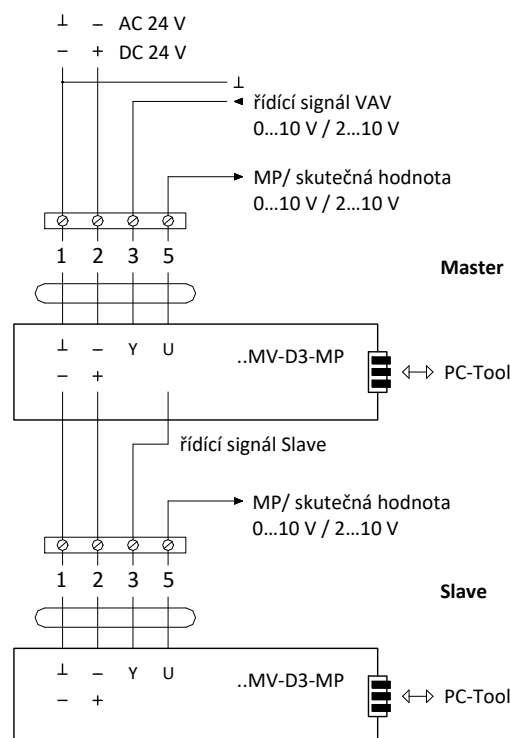 ⊥ – AC 24 V
– + DC 24 V
⊥
řídící signál VAV
0...10 V / 2...10 V
MP/ skutečná hodnota
0...10 V / 2...10 V
1 2 3 5
Master
⊥ – Y U
– +
..MV-D3-MP
PC-Tool
řídící signál Slave
MP/ skutečná hodnota
0...10 V / 2...10 V
1 2 3 5
Slave
⊥ – Y U
– +
..MV-D3-MP
PC-Tool